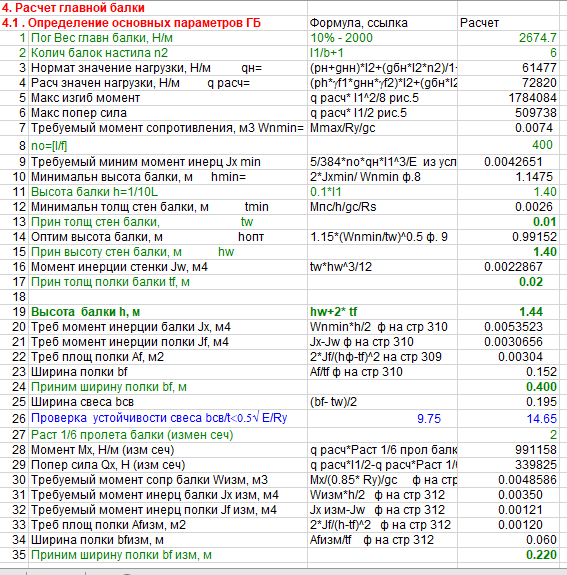 4. Расчет главной балки
4.1 . Определение основных параметров ГБ Формула, ссылка Расчет
1 Пог Вес главн балки, Н/м 10% - 2000 2674.7
2 Колич балок настила n2 l1/b+1 6
3 Нормат значение нагрузки, Н/м qн= (pн+gнн)*l2+(gбн*l2*n2)/1- 61477
4 Расч значен нагрузки, Н/м q расч= (ph*γf1*gнн*γf2)*l2+(gбн*l2 72820
5 Макс изгиб момент q расч* l1^2/8 рис.5 1784084
6 Макс попер сила q расч* l1/2 рис.5 509738
7 Требуемый момент сопротивления, м3 Wnmin= Mmax/Ry/gc 0.0074
8 no=[l/f] 400
9 Требуемый миним момент инерц Jx min 5/384*no*qн*l1^3/E из усл 0.0042651
10 Минимальн высота балки, м hmin= 2*Jxmin/ Wnmin ф.8 1.1475
11 Высота балки h=1/10L 0.1*l1 1.40
12 Минимальн толщ стен балки, м tmin Mпс/h/gc/Rs 0.0026
13 Прин толщ стен балки, tw 0.01
14 Оптим высота балки, м hопт 1.15*(Wnmin/tw)^0.5 ф. 9 0.99152
15 Прин высоту стен балки, м hw 1.40
16 Момент инерции стенки Jw, м4 tw*hw^3/12 0.0022867
17 Прин толщ полки балки tf, м 0.02
18
19 Высота балки h, м hw+2* tf 1.44
20 Треб момент инерции балки Jx, м4 Wnmin*h/2 ф на стр 310 0.0053523
21 Треб момент инерции полки Jf, м4 Jx-Jw ф на стр 310 0.0030656
22 Треб площ полки Af, м2 2*Jf/(hф-tf)^2 на стр 309 0.00304
23 Ширина полки bf Af/tf ф на стр 310 0.152
24 Приним ширину полки bf, м 0.400
25 Ширина свеса bсв (bf- tw)/2 0.195
26 Проверка устойчивости свеса bсв/t<0.5√ E/Ry 9.75 14.65
27 Раст 1/6 пролета балки (измен сеч) 2
28 Момент Mx, Н/м (изм сеч) q расч*Раст 1/6 прол балк 991158
29 Попер сила Qx, Н (изм сеч) q расч*l1/2-q расч*Раст 1/ 339825
30 Требуемый момент сопр балки Wизм, м3 Mx/(0.85* Ry)/gc ф на стр 0.0048586
31 Требуемый момент инерц балки Jx изм, м4 Wизм*h/2 ф на стр 312 0.00350
32 Требуемый момент инерц полки Jf изм, м4 Jx изм-Jw ф на стр 312 0.00121
33 Треб площ полки Afизм, м2 2*Jf/(h-tf)^2 ф на стр 312 0.00120
34 Ширина полки bfизм, м Afизм/tf ф на стр 312 0.060
35 Приним ширину полки bf изм, м 0.220